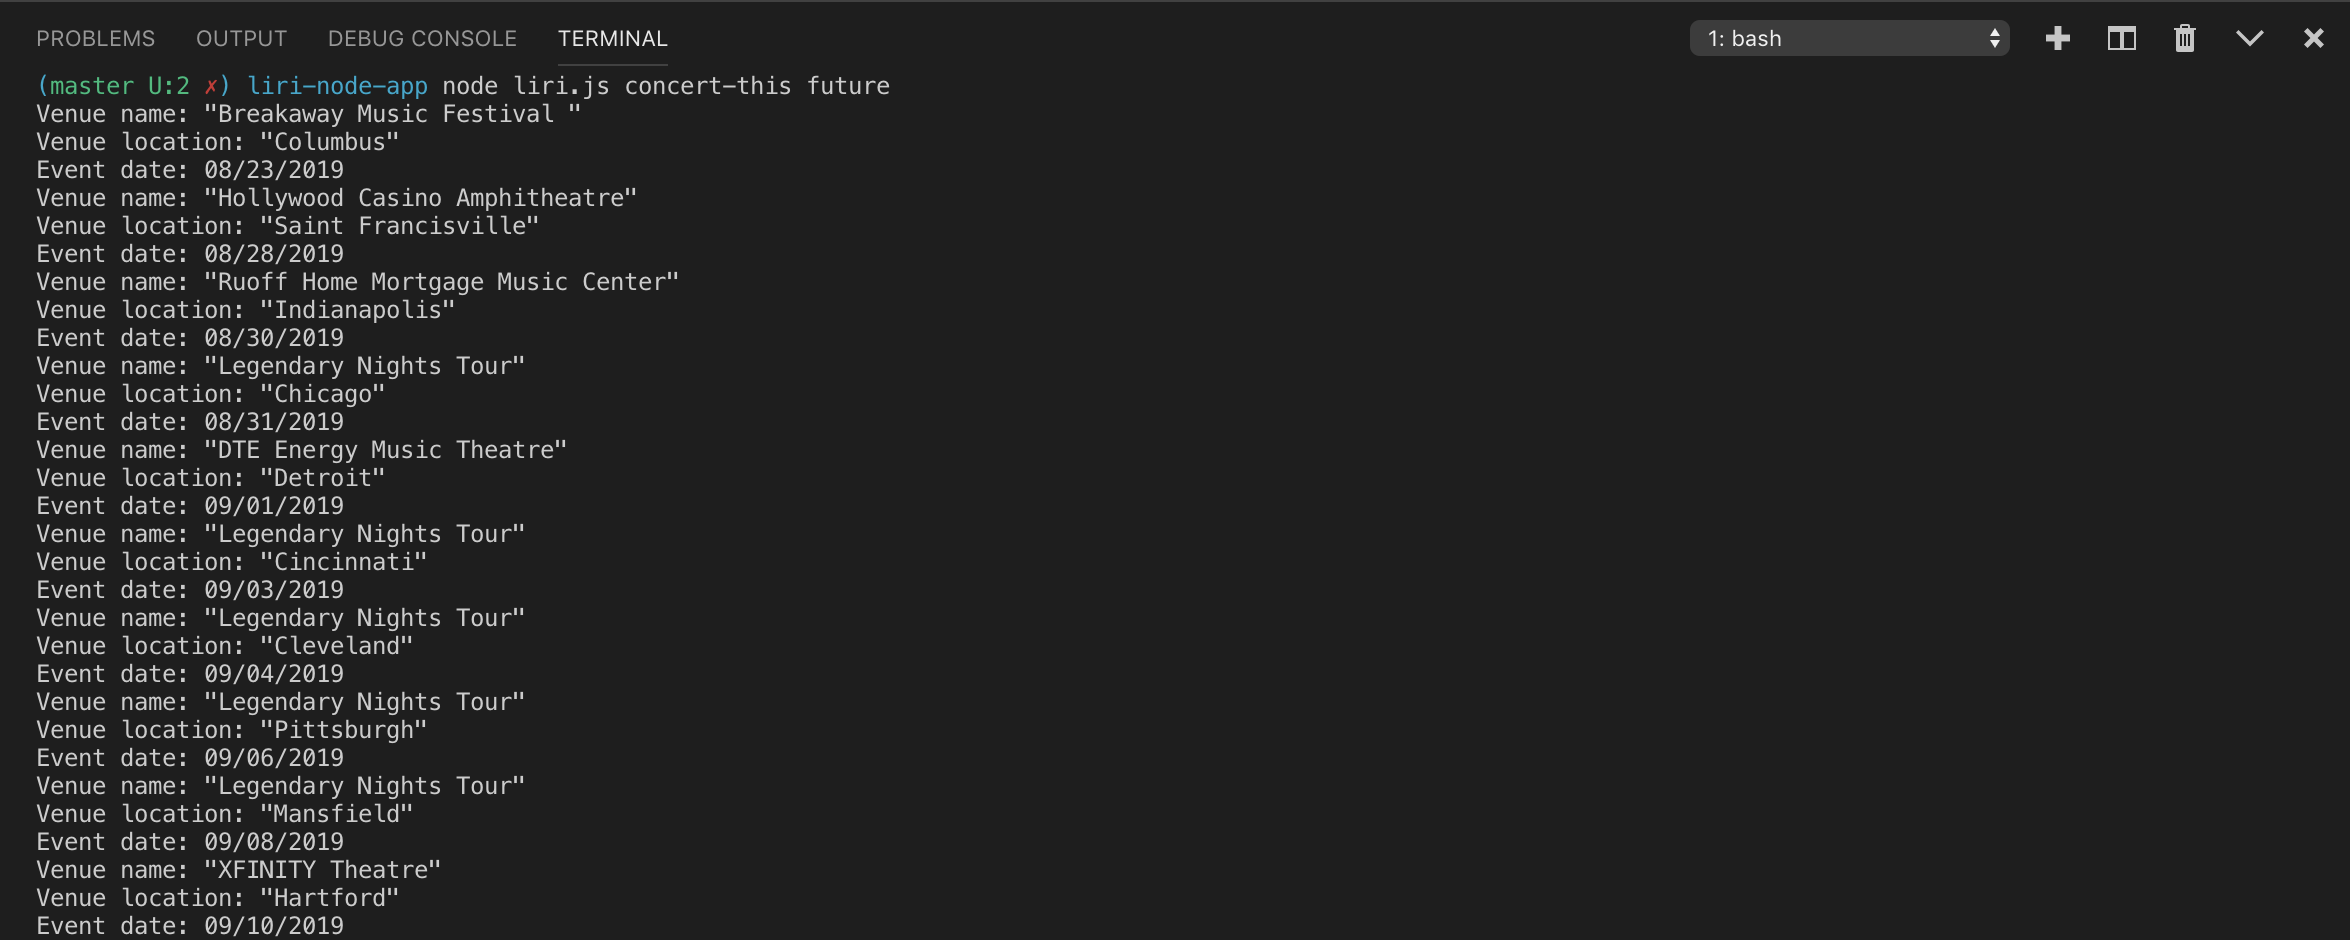 PROBLEMS OUTPUT DEBUG CONSOLE TERMINAL 1: bash
(master U:2 ✗) liri-node-app node liri.js concert-this future
Venue name: "Breakaway Music Festival "
Venue location: "Columbus"
Event date: 08/23/2019
Venue name: "Hollywood Casino Amphitheatre"
Venue location: "Saint Francisville"
Event date: 08/28/2019
Venue name: "Ruoff Home Mortgage Music Center"
Venue location: "Indianapolis"
Event date: 08/30/2019
Venue name: "Legendary Nights Tour"
Venue location: "Chicago"
Event date: 08/31/2019
Venue name: "DTE Energy Music Theatre"
Venue location: "Detroit"
Event date: 09/01/2019
Venue name: "Legendary Nights Tour"
Venue location: "Cincinnati"
Event date: 09/03/2019
Venue name: "Legendary Nights Tour"
Venue location: "Cleveland"
Event date: 09/04/2019
Venue name: "Legendary Nights Tour"
Venue location: "Pittsburgh"
Event date: 09/06/2019
Venue name: "Legendary Nights Tour"
Venue location: "Mansfield"
Event date: 09/08/2019
Venue name: "XFINITY Theatre"
Venue location: "Hartford"
Event date: 09/10/2019